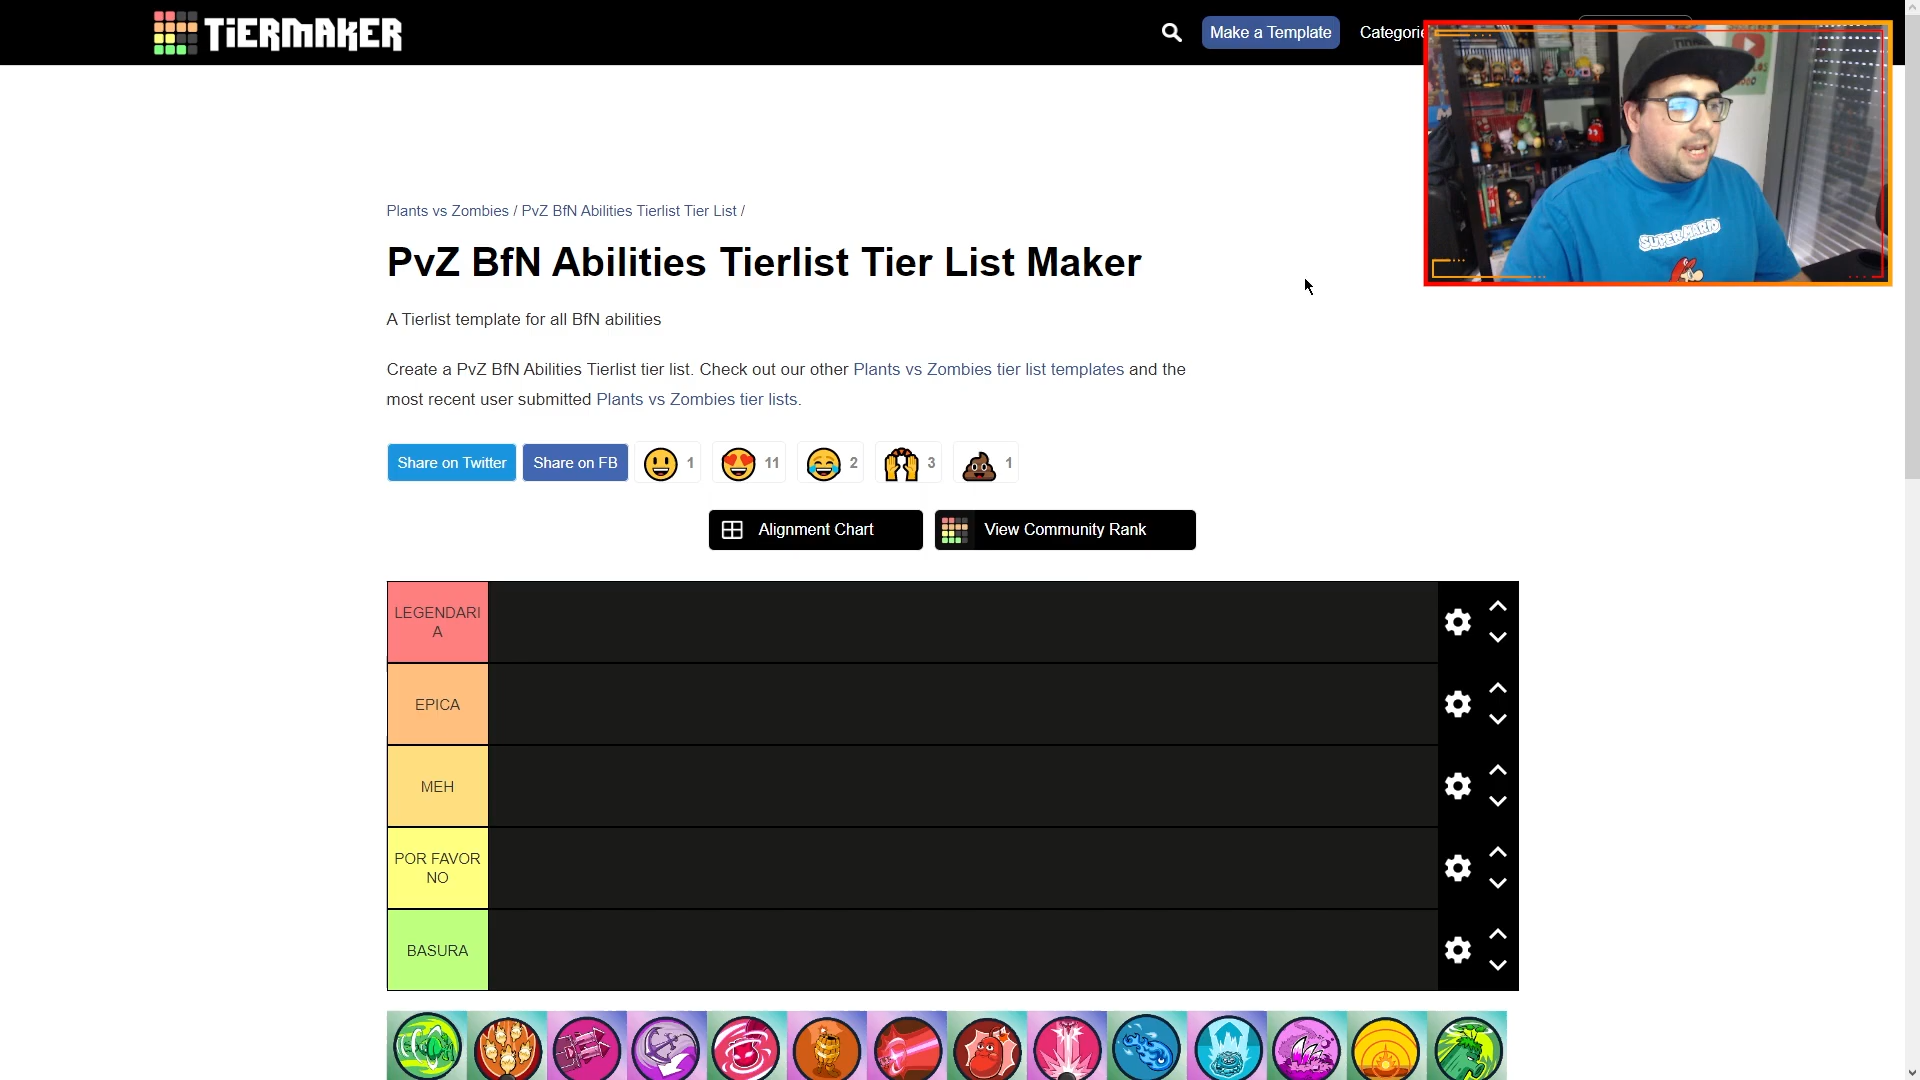 TiERMAKER
Make a Template
Categorie
Plants vs Zombies / PvZ BfN Abilities Tierlist Tier List /
PvZ BfN Abilities Tierlist Tier List Maker
A Tierlist template for all BfN abilities
Create a PvZ BfN Abilities Tierlist tier list. Check out our other Plants vs Zombies tier list templates and the
most recent user submitted Plants vs Zombies tier lists.
Share on Twitter
Share on FB
1
11
2
3
1
Alignment Chart
View Community Rank
LEGENDARI
A
EPICA
MEH
POR FAVOR
NO
BASURA
SUPER MARIO